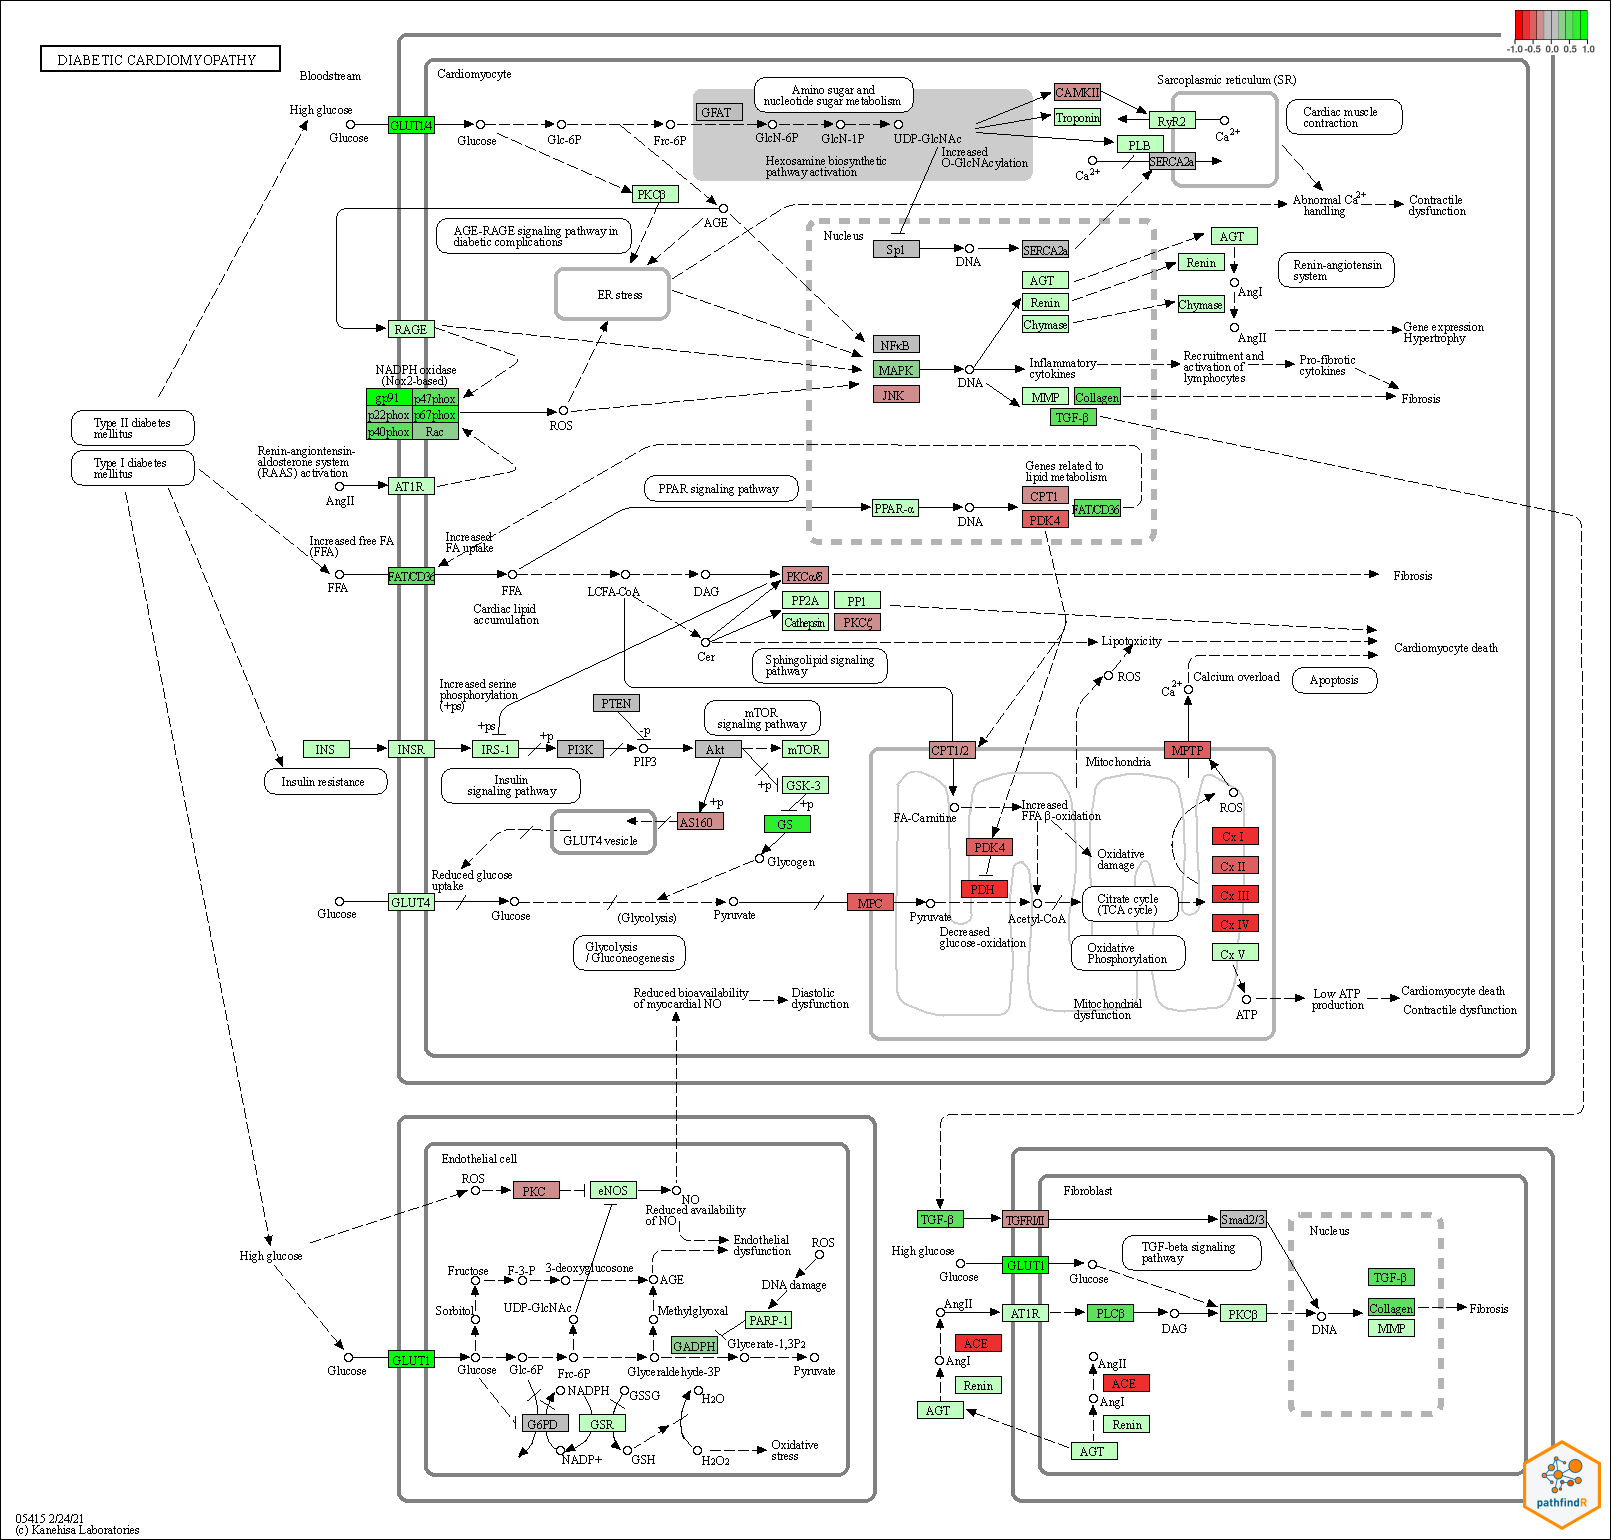 -1.0 -0.5 0.0 0.5 1.0
DIABETIC CARDIOMYOPATHY
Bloodstream
Cardiomyocyte
Sarcoplasmic reticulum (SR)
High glucose
Glucose
GLUT1/4
Glucose
Glc-6P
Frc-6P
GFAT
Amino sugar and
nucleotide sugar metabolism
GlcN-6P
GlcN-1P
UDP-GlcNAc
Increased
O-GlcNAcylation
Hexosamine biosynthetic
pathway activation
CAMKII
Troponin
RyR2
PLB
SERCA2a
Ca2+
Ca2+
Cardiac muscle
contraction
Abnormal Ca2+
handling
Contractile
dysfunction
PKCβ
AGE
AGE-RAGE signaling pathway in
diabetic complications
ER stress
Nucleus
Sp1
DNA
SERCA2a
AGT
Renin
Chymase
AGT
Renin
Chymase
AngI
AngII
Renin-angiotensin
system
Gene expression
Hypertrophy
RAGE
NFκB
MAPK
JNK
DNA
Inflammatory
cytokines
Recruitment and
activation of
lymphocytes
Pro-fibrotic
cytokines
MMP
Collagen
TGF-β
Fibrosis
NADPH oxidase
(Nox2-based)
gp91
p47phox
p22phox
p67phox
p40phox
Rac
ROS
Type II diabetes
mellitus
Type I diabetes
mellitus
Renin-angiontensin-
aldosterone system
(RAAS) activation
AngII
AT1R
PPAR signaling pathway
PPAR-α
DNA
Genes related to
lipid metabolism
CPT1
PDK4
FAT/CD36
Increased free FA
(FFA)
FFA
FAT/CD36
Increased
FA uptake
FFA
Cardiac lipid
accumulation
LCFA-CoA
DAG
PKCα/δ
PP2A
PP1
Cathepsin
PKCζ
Cer
Sphingolipid signaling
pathway
Fibrosis
Lipotoxicity
ROS
Cardiomyocyte death
Ca2+
Calcium overload
Apoptosis
Increased serine
phosphorylation
(+ps)
+ps
INS
INSR
IRS-1
+p
PI3K
PTEN
-p
PIP3
Akt
mTOR
signaling pathway
mTOR
GSK-3
+p
+p
+p
GS
AS160
Insulin resistance
Insulin
signaling pathway
GLUT4 vesicle
Glycogen
Reduced glucose
uptake
Glucose
GLUT4
Glucose
(Glycolysis)
Pyruvate
Glycolysis
/ Gluconeogenesis
CPT1/2
MPTP
Mitochondria
FA-Carnitine
Increased
FFA β-oxidation
ROS
Oxidative
damage
PDK4
PDH
MPC
Pyruvate
Acetyl-CoA
Decreased
glucose-oxidation
Citrate cycle
(TCA cycle)
Oxidative
Phosphorylation
Mitochondrial
dysfunction
Cx I
Cx II
Cx III
Cx IV
Cx V
ATP
Low ATP
production
Cardiomyocyte death
Contractile dysfunction
Reduced bioavailability
of myocardial NO
Diastolic
dysfunction
Endothelial cell
ROS
PKC
eNOS
NO
Reduced availability
of NO
Endothelial
dysfunction
High glucose
Fructose
F-3-P
3-deoxyglucosone
AGE
ROS
DNA damage
Sorbitol
UDP-GlcNAc
Methylglyoxal
PARP-1
GADPH
Glycerate-1,3P2
Glucose
GLUT1
Glucose
Glc-6P
Frc-6P
Glyceraldehyde-3P
Pyruvate
NADPH
GSSG
H2O
G6PD
GSR
NADP+
GSH
H2O2
Oxidative
stress
Fibroblast
TGF-β
TGFRI/II
Smad2/3
Nucleus
TGF-beta signaling
pathway
High glucose
Glucose
GLUT1
Glucose
TGF-β
AngII
AT1R
PLCβ
DAG
PKCβ
DNA
Collagen
MMP
Fibrosis
ACE
AngI
Renin
AGT
AngII
ACE
AngI
Renin
AGT
pathfindR
05415 2/24/21
(c) Kanehisa Laboratories